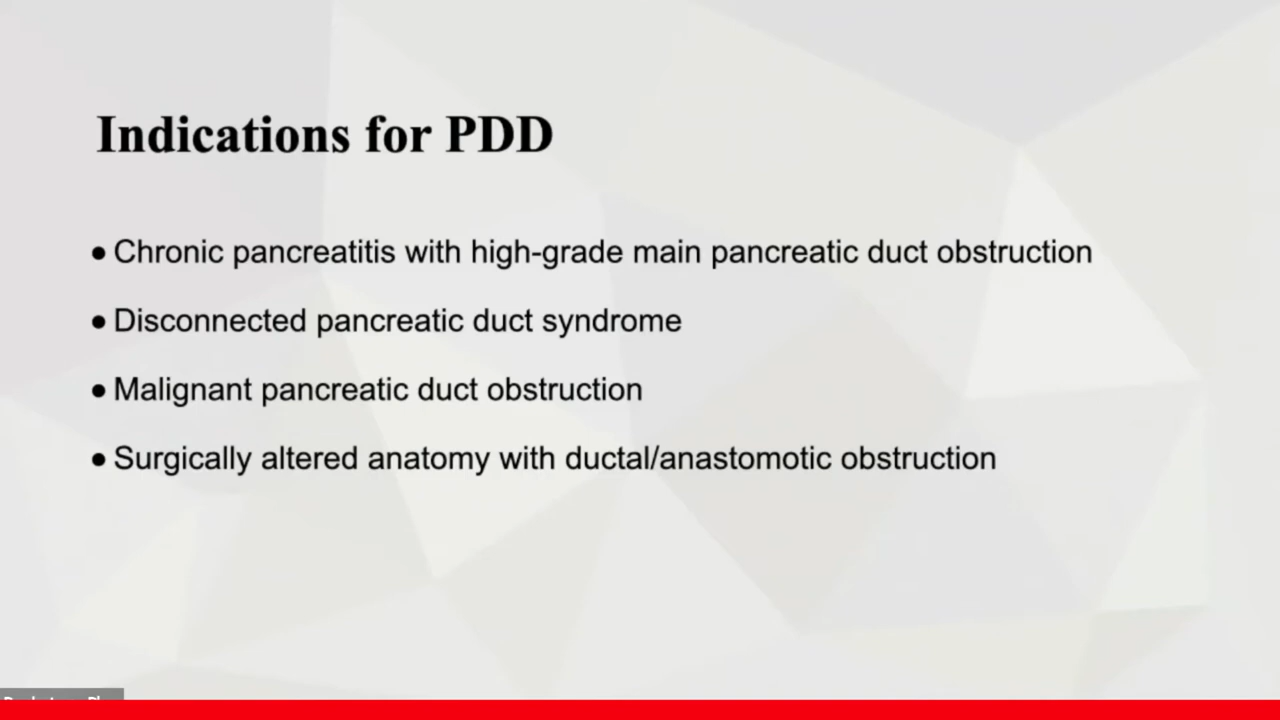 Indications for PDD
● Chronic pancreatitis with high-grade main pancreatic duct obstruction
● Disconnected pancreatic duct syndrome
● Malignant pancreatic duct obstruction
● Surgically altered anatomy with ductal/anastomotic obstruction